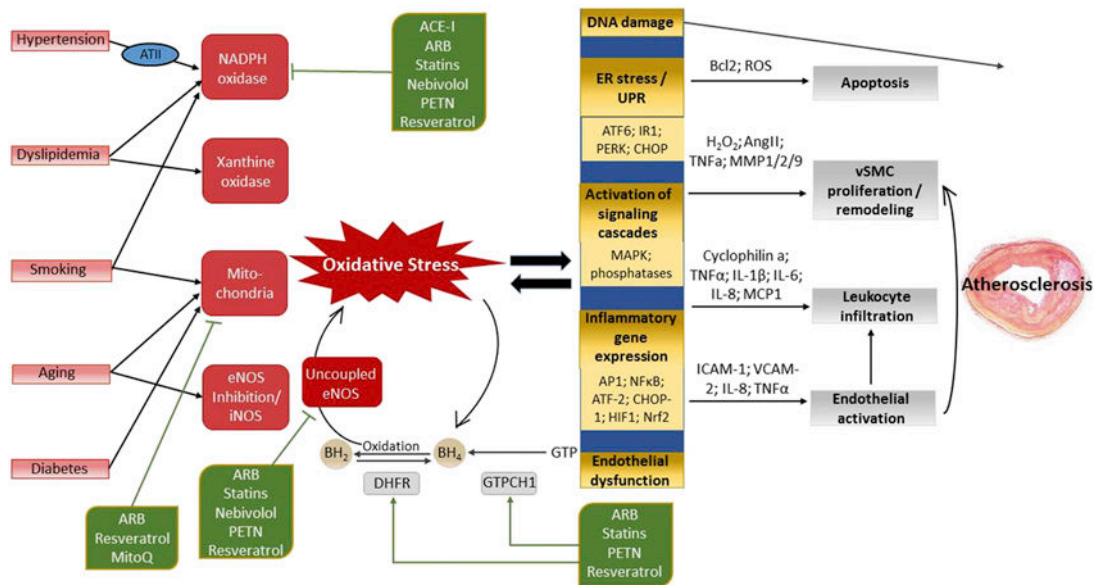 Hypertension
ATII
Dyslipidemia
Smoking
Aging
Diabetes
NADPH
oxidase
Xanthine
oxidase
Mito-
chondria
eNOS
Inhibition/
iNOS
ACE-I
ARB
Statins
Nebivolol
PETN
Resveratrol
ARB
Resveratrol
MitoQ
ARB
Statins
Nebivolol
PETN
Resveratrol
Oxidative Stress
Uncoupled
eNOS
BH2
Oxidation
BH4
GTP
DHFR
GTPCH1
ARB
Statins
PETN
Resveratrol
DNA damage
ER stress /
UPR
ATF6; IR1;
PERK; CHOP
Activation of
signaling
cascades
MAPK;
phosphatases
Inflammatory
gene
expression
AP1; NFκB;
ATF-2; CHOP-
1; HIF1; Nrf2
Endothelial
dysfunction
Bcl2; ROS
H2O2; AngII;
TNFa; MMP1/2/9
Cyclophilin a;
TNFα; IL-1β; IL-6;
IL-8; MCP1
ICAM-1; VCAM-
2; IL-8; TNFα
Apoptosis
vSMC
proliferation /
remodeling
Leukocyte
infiltration
Endothelial
activation
Atherosclerosis